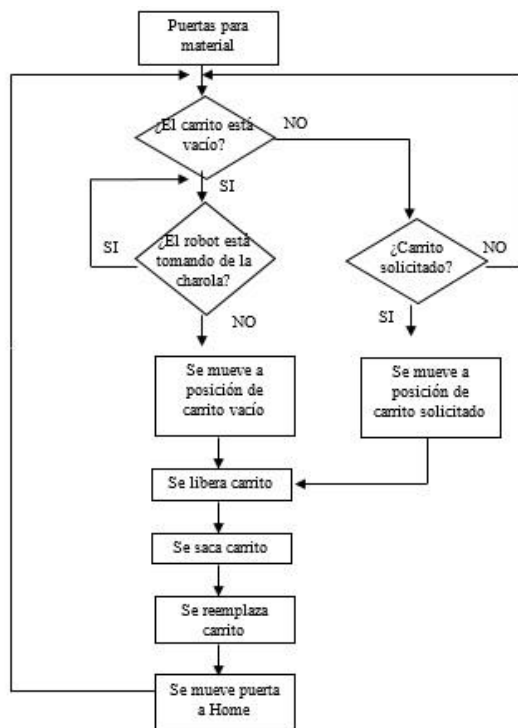 Puertas para
material
¿El carrito está
vacío?
NO
SI
¿El robot está
tomando de la
charola?
SI
NO
¿Carrito
solicitado?
NO
SI
Se mueve a
posición de
carrito vacío
Se mueve a
posición de
carrito solicitado
Se libera carrito
Se saca carrito
Se reemplaza
carrito
Se mueve puerta
a Home